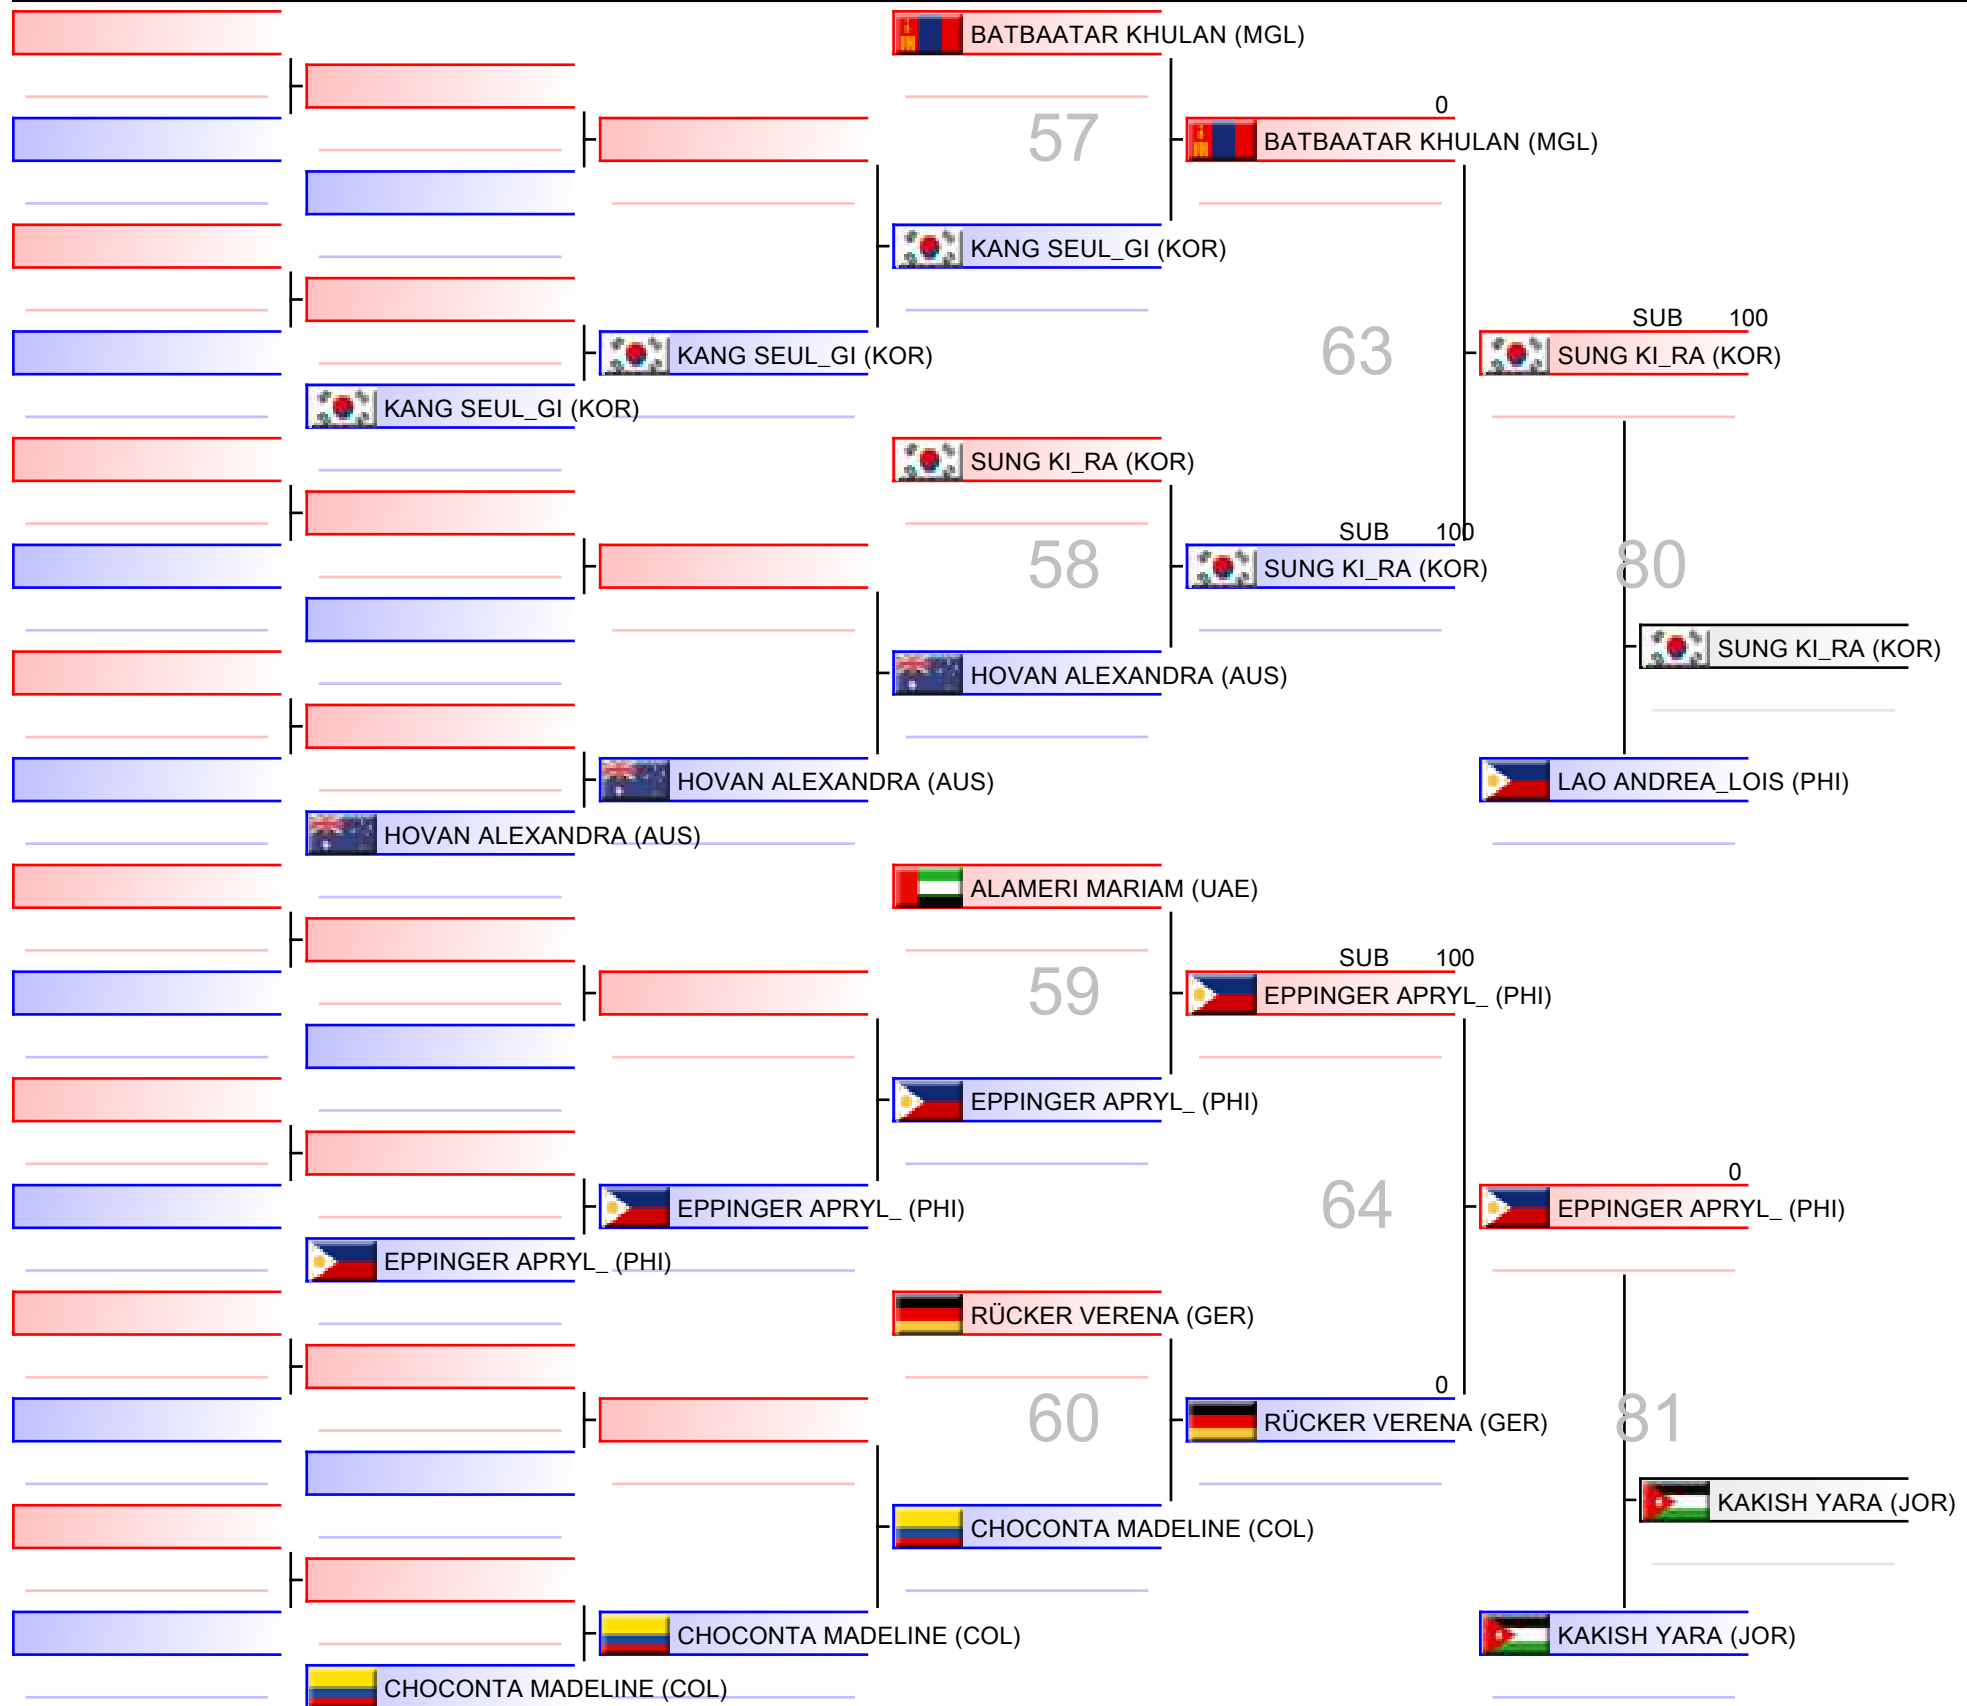 BATBAATAR KHULAN (MGL)
0
57
BATBAATAR KHULAN (MGL)
KANG SEUL_GI (KOR)
SUB 100
63
KANG SEUL_GI (KOR)
SUNG KI_RA (KOR)
KANG SEUL_GI (KOR)
SUNG KI_RA (KOR)
SUB 100
58
SUNG KI_RA (KOR)
80
SUNG KI_RA (KOR)
HOVAN ALEXANDRA (AUS)
HOVAN ALEXANDRA (AUS)
LAO ANDREA_LOIS (PHI)
HOVAN ALEXANDRA (AUS)
ALAMERI MARIAM (UAE)
SUB 100
59
EPPINGER APRYL_ (PHI)
EPPINGER APRYL_ (PHI)
0
64
EPPINGER APRYL_ (PHI)
EPPINGER APRYL_ (PHI)
EPPINGER APRYL_ (PHI)
RÜCKER VERENA (GER)
0
60
RÜCKER VERENA (GER)
81
KAKISH YARA (JOR)
CHOCONTA MADELINE (COL)
CHOCONTA MADELINE (COL)
KAKISH YARA (JOR)
CHOCONTA MADELINE (COL)